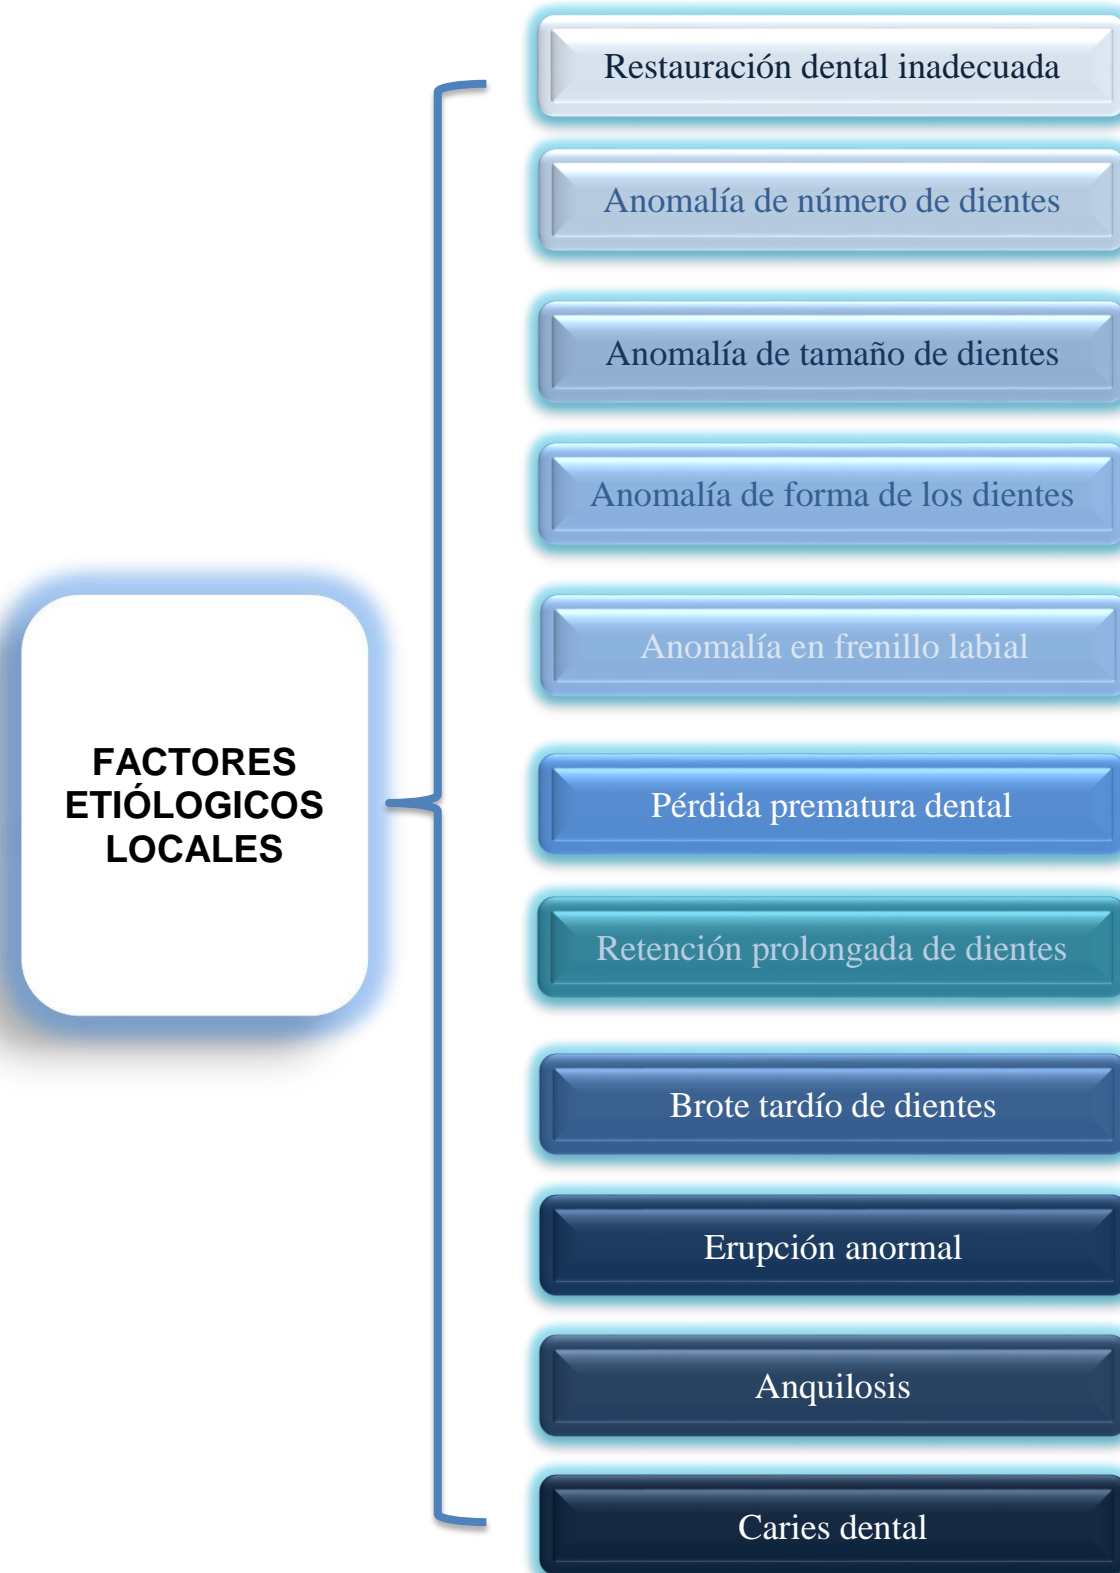 FACTORES
ETIÓLOGICOS
LOCALES
Restauración dental inadecuada
Anomalía de número de dientes
Anomalía de tamaño de dientes
Anomalía de forma de los dientes
Anomalía en frenillo labial
Pérdida prematura dental
Retención prolongada de dientes
Brote tardío de dientes
Erupción anormal
Anquilosis
Caries dental